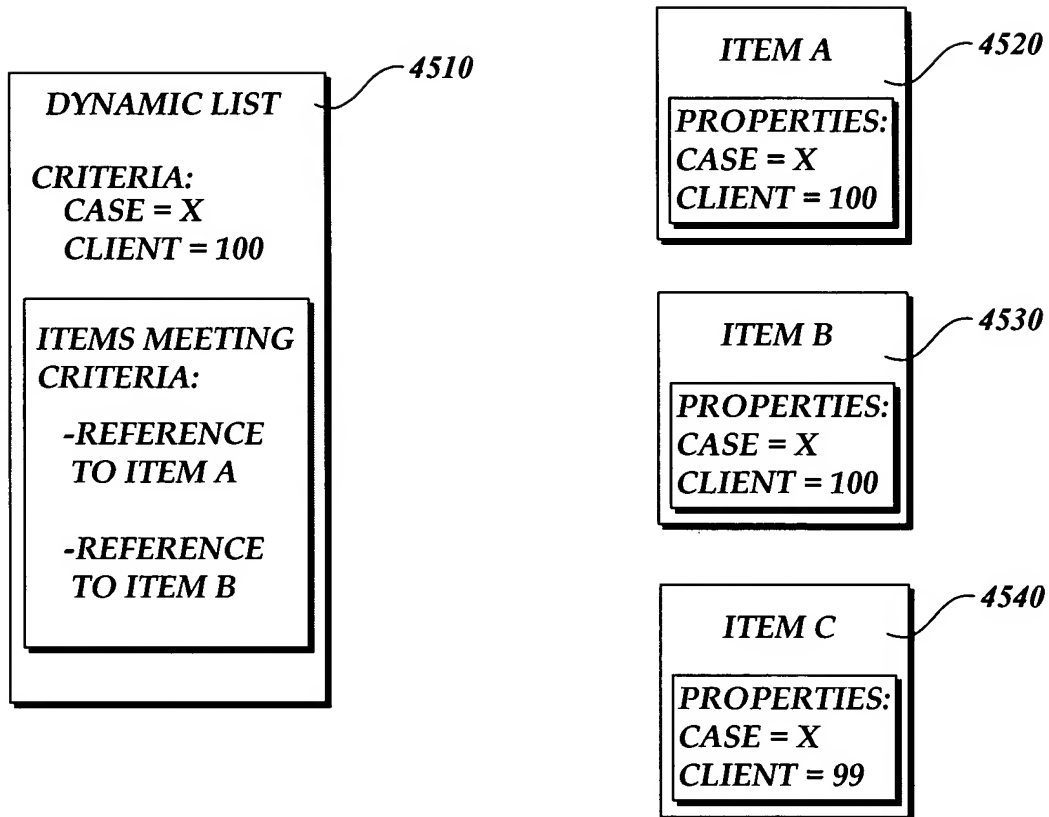 4510
DYNAMIC LIST
CRITERIA:
CASE = X
CLIENT = 100
ITEMS MEETING
CRITERIA:
-REFERENCE
TO ITEM A
-REFERENCE
TO ITEM B
4520
ITEM A
PROPERTIES:
CASE = X
CLIENT = 100
4530
ITEM B
PROPERTIES:
CASE = X
CLIENT = 100
4540
ITEM C
PROPERTIES:
CASE = X
CLIENT = 99